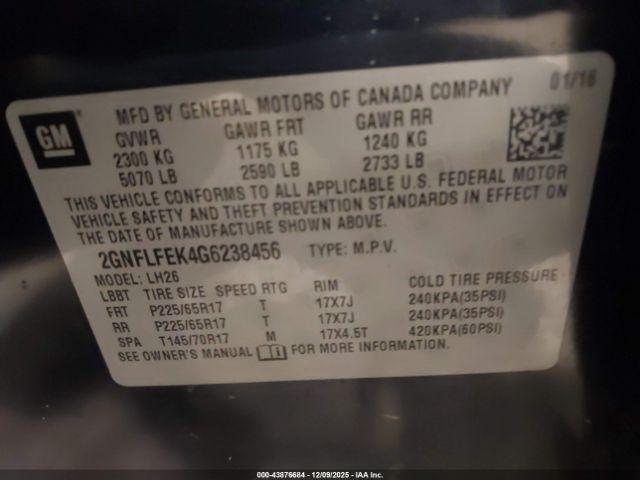 GM
MFD BY GENERAL MOTORS OF CANADA COMPANY 01/16
GVWR GAWR FRT GAWR RR
2300 KG 1175 KG 1240 KG
5070 LB 2590 LB 2733 LB
THIS VEHICLE CONFORMS TO ALL APPLICABLE U.S. FEDERAL MOTOR
VEHICLE SAFETY AND THEFT PREVENTION STANDARDS IN EFFECT ON
THE DATE OF MANUFACTURE SHOWN ABOVE.
2GNFLFEK4G6238456 TYPE: M.P.V.
MODEL: LH26
LBBT TIRE SIZE SPEED RTG RIM COLD TIRE PRESSURE
FRT P225/65R17 T 17X7J 240KPA(35PSI)
RR P225/65R17 T 17X7J 240KPA(35PSI)
SPA T145/70R17 M 17X4.5T 420KPA(60PSI)
SEE OWNER'S MANUAL FOR MORE INFORMATION.
000-43876684 - 12/09/2025 - IAA Inc.